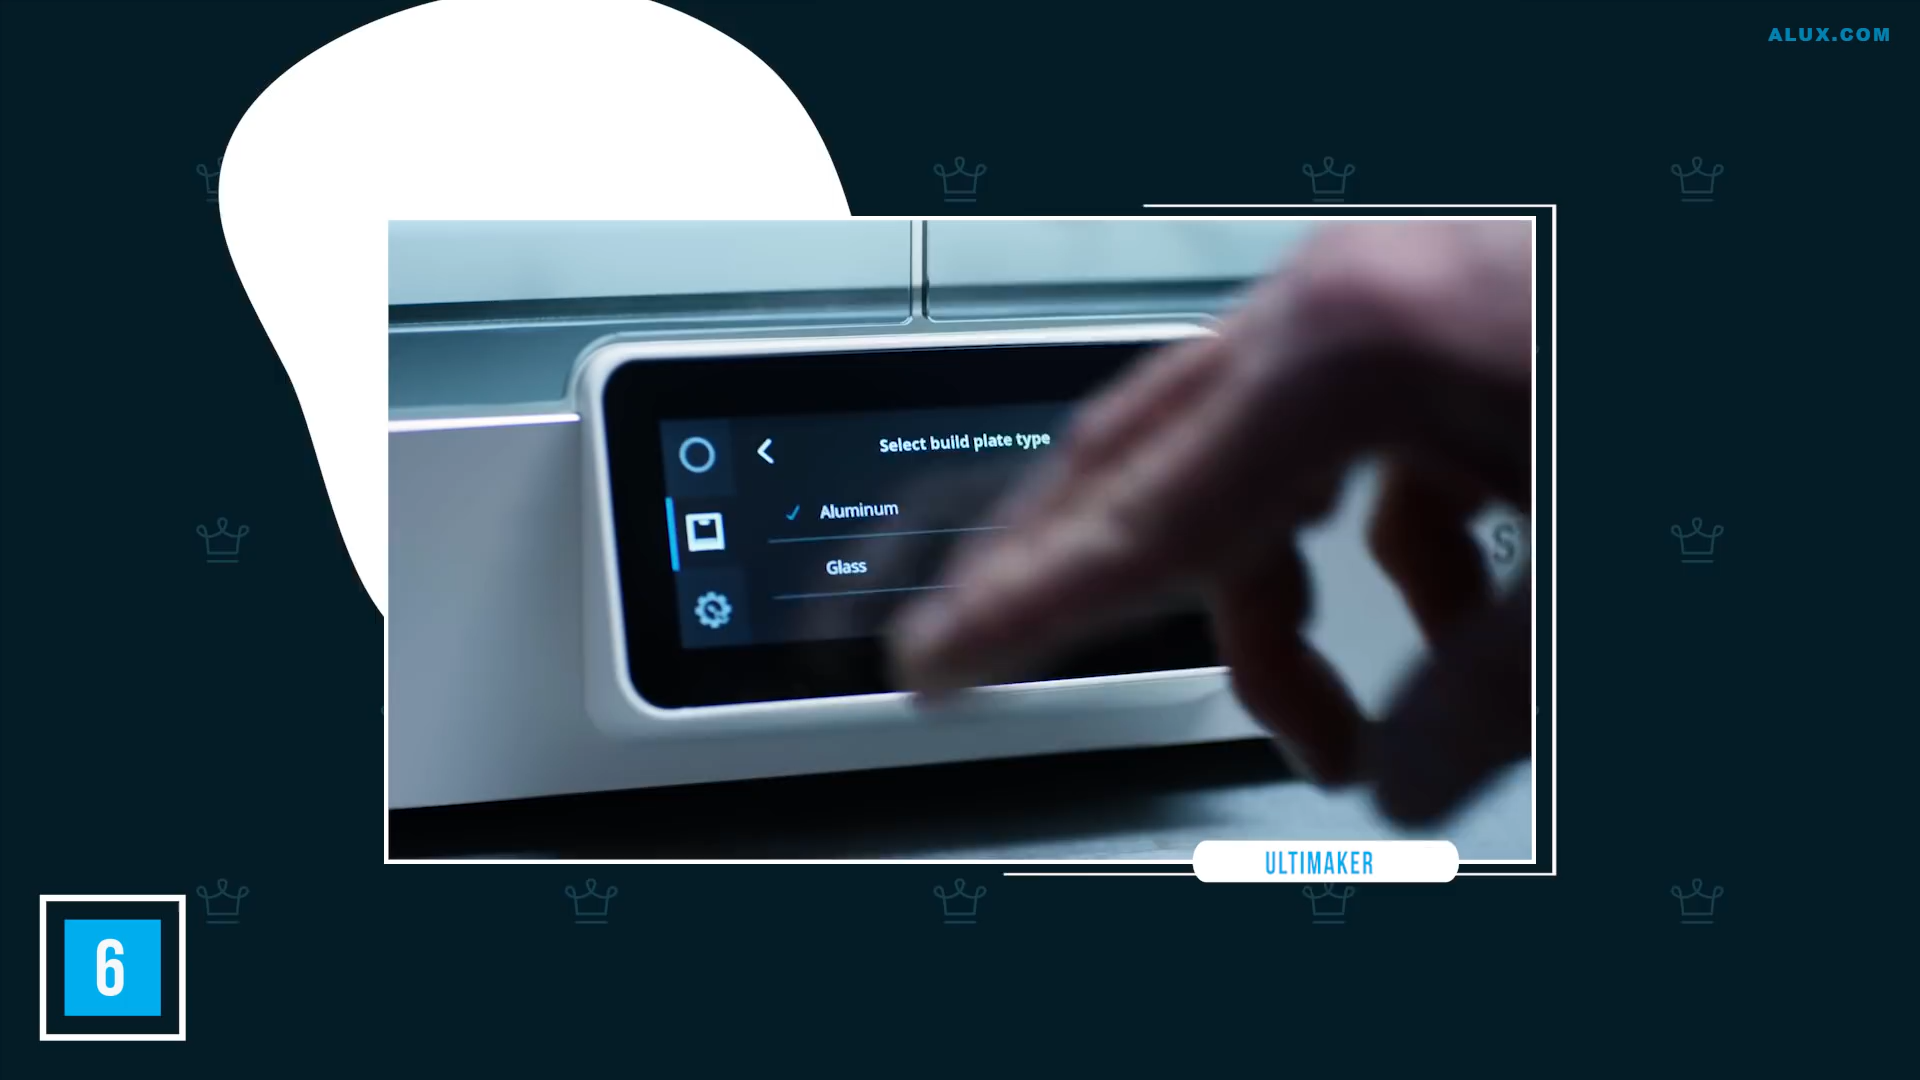 ALUX.COM
Select build plate type
Aluminum
Glass
S
ULTIMAKER
6